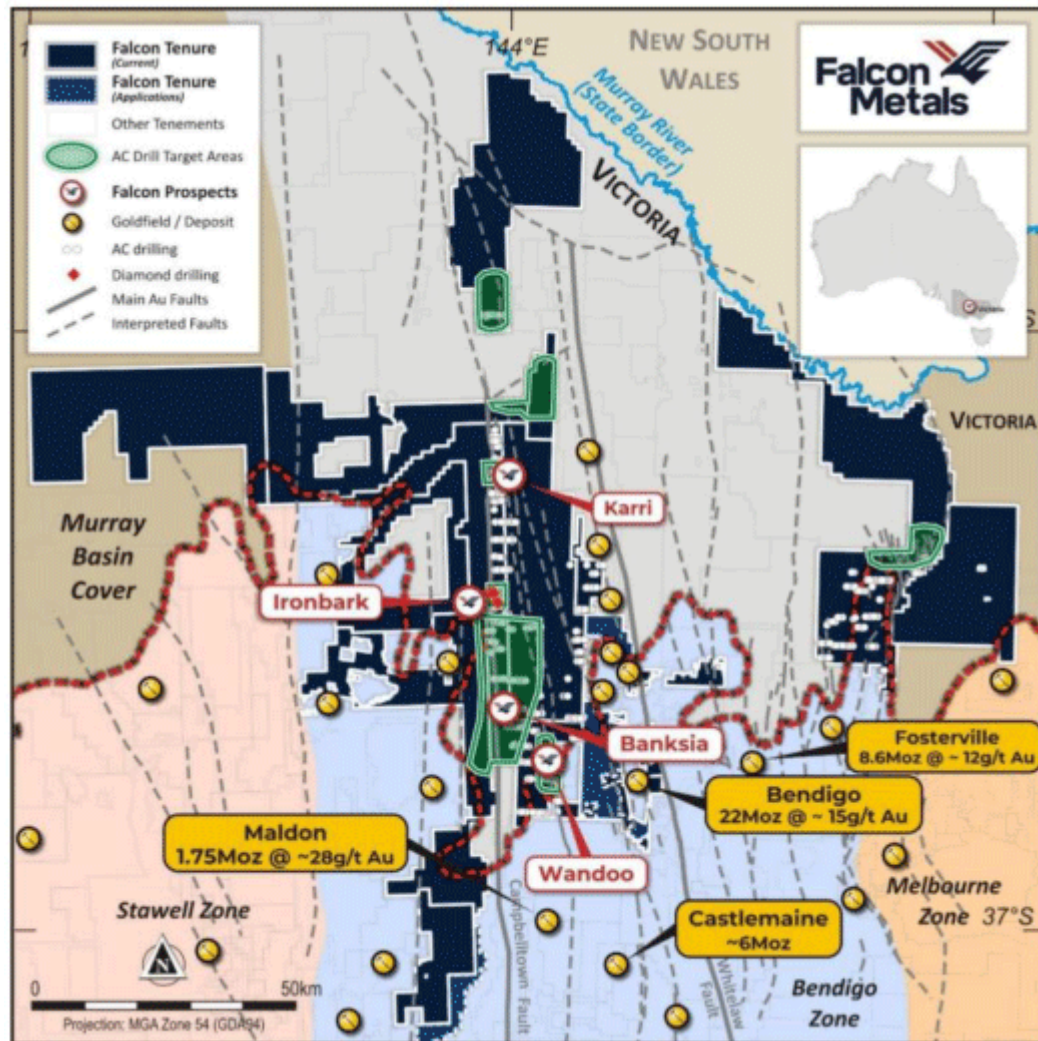 Falcon Tenure
(Current)
Falcon Tenure
(Applications)
Other Tenements
AC Drill Target Areas
Falcon Prospects
Goldfield / Deposit
AC drilling
Diamond drilling
Main Au Faults
Interpreted Faults
144°E
NEW SOUTH
WALES
Murray River
(State Border)
VICTORIA
Falcon
Metals
VICTORIA
Karri
Murray
Basin
Cover
Ironbark
Banksia
Fosterville
8.6Moz @ ~ 12g/t Au
Bendigo
22Moz @ ~ 15g/t Au
Maldon
1.75Moz @ ~28g/t Au
Wandoo
Melbourne
Zone
37°S
Stawell Zone
Castlemaine
~6Moz
Campbelltown Fault
Whitelaw
Fault
Bendigo
Zone
N
0
50km
Projection: MGA Zone 54 (GDA94)